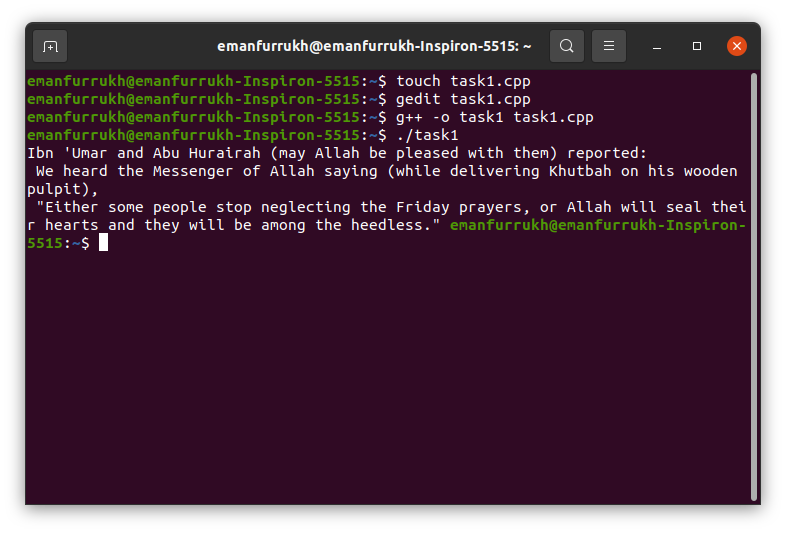 emanfurrukh@emanfurrukh-Inspiron-5515: ~
emanfurrukh@emanfurrukh-Inspiron-5515:~$ touch task1.cpp
emanfurrukh@emanfurrukh-Inspiron-5515:~$ gedit task1.cpp
emanfurrukh@emanfurrukh-Inspiron-5515:~$ g++ -o task1 task1.cpp
emanfurrukh@emanfurrukh-Inspiron-5515:~$ ./task1
Ibn 'Umar and Abu Hurairah (may Allah be pleased with them) reported:
 We heard the Messenger of Allah saying (while delivering Khutbah on his wooden
pulpit),
 "Either some people stop neglecting the Friday prayers, or Allah will seal thei
r hearts and they will be among the heedless." emanfurrukh@emanfurrukh-Inspiron-
5515:~$